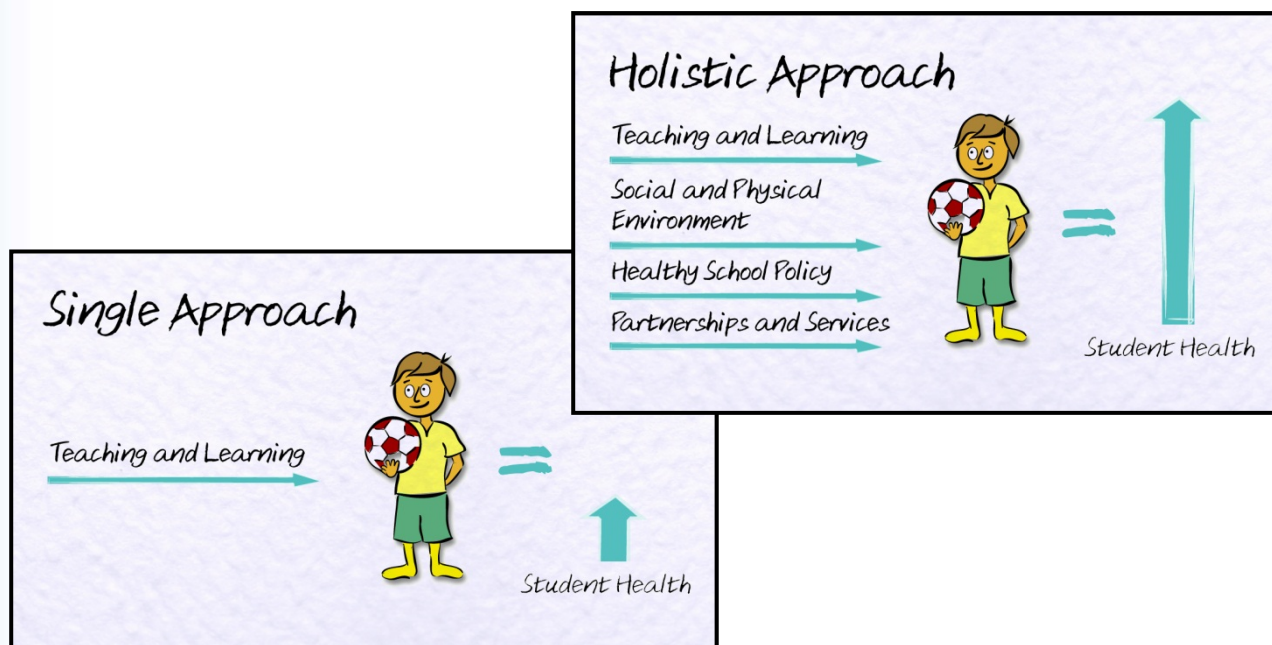 Holistic Approach
Teaching and Learning
Social and Physical
Environment
Healthy School Policy
Partnerships and Services
Student Health
Single Approach
Teaching and Learning
Student Health